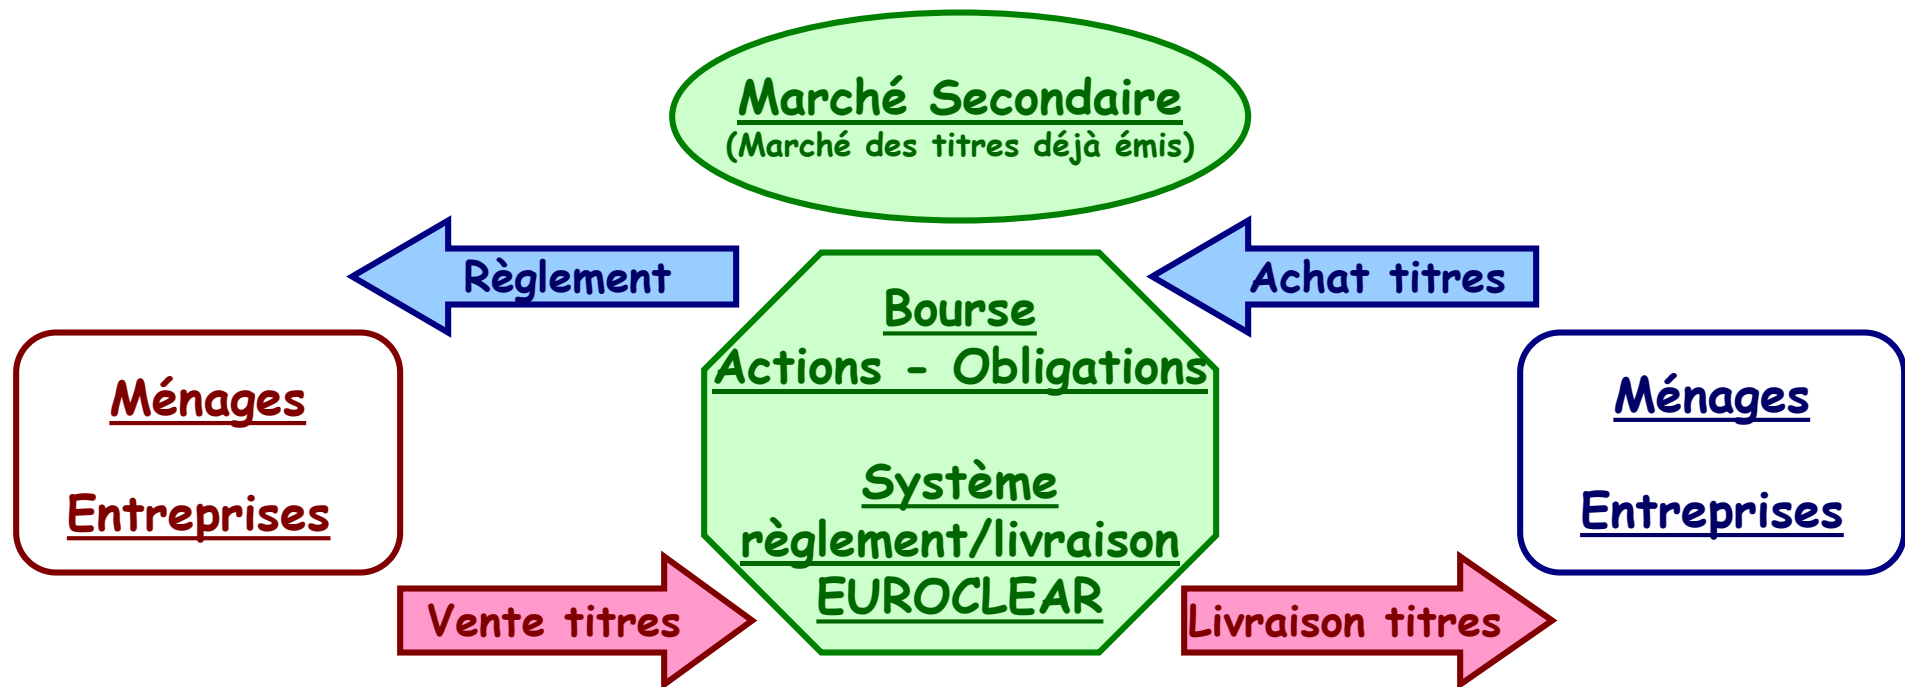 Marché Secondaire
(Marché des titres déjà émis)
Règlement
Achat titres
Bourse
Actions - Obligations
Système
règlement/livraison
EUROCLEAR
Ménages
Entreprises
Ménages
Entreprises
Vente titres
Livraison titres